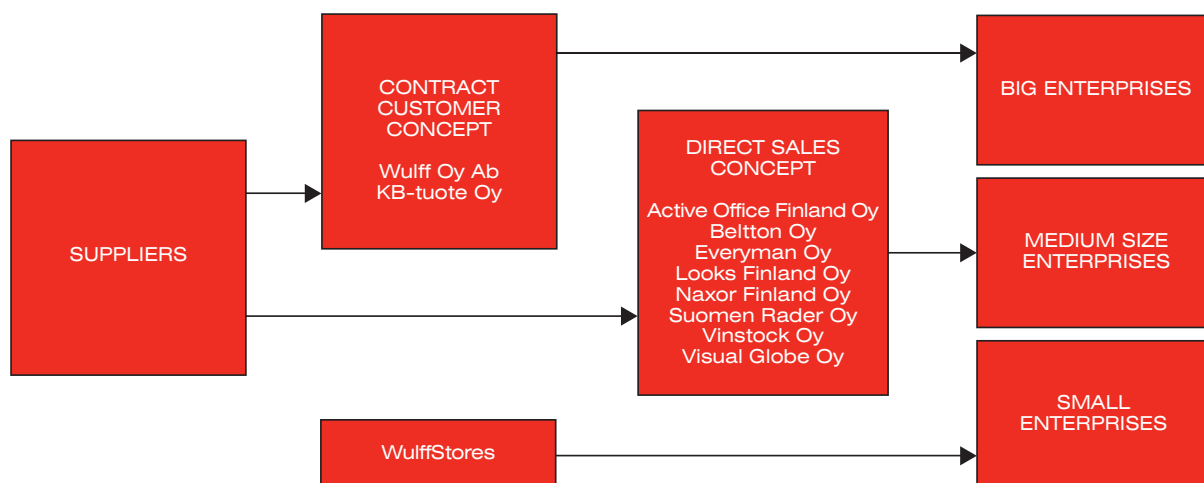 SUPPLIERS
CONTRACT
CUSTOMER
CONCEPT
Wulff Oy Ab
KB-tuote Oy
DIRECT SALES
CONCEPT
Active Office Finland Oy
Beltton Oy
Everyman Oy
Looks Finland Oy
Naxor Finland Oy
Suomen Rader Oy
Vinstock Oy
Visual Globe Oy
WulffStores
BIG ENTERPRISES
MEDIUM SIZE
ENTERPRISES
SMALL
ENTERPRISES